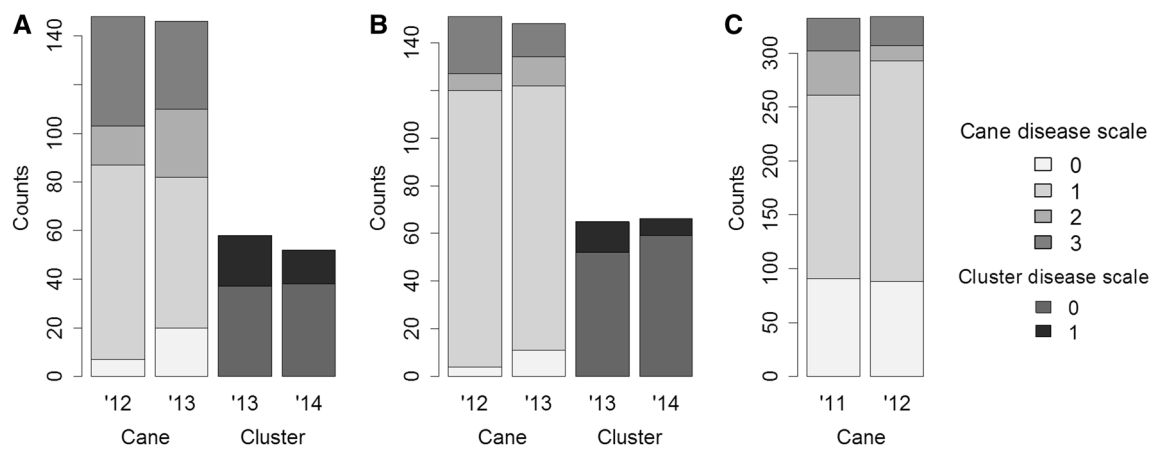 A
Counts
0
20
40
60
80
100
140
'12 '13 '13 '14
Cane Cluster
B
Counts
0
20
40
60
80
100
140
'12 '13 '13 '14
Cane Cluster
C
Counts
0
50
100
150
200
250
300
'11 '12
Cane
Cane disease scale
0
1
2
3
Cluster disease scale
0
1